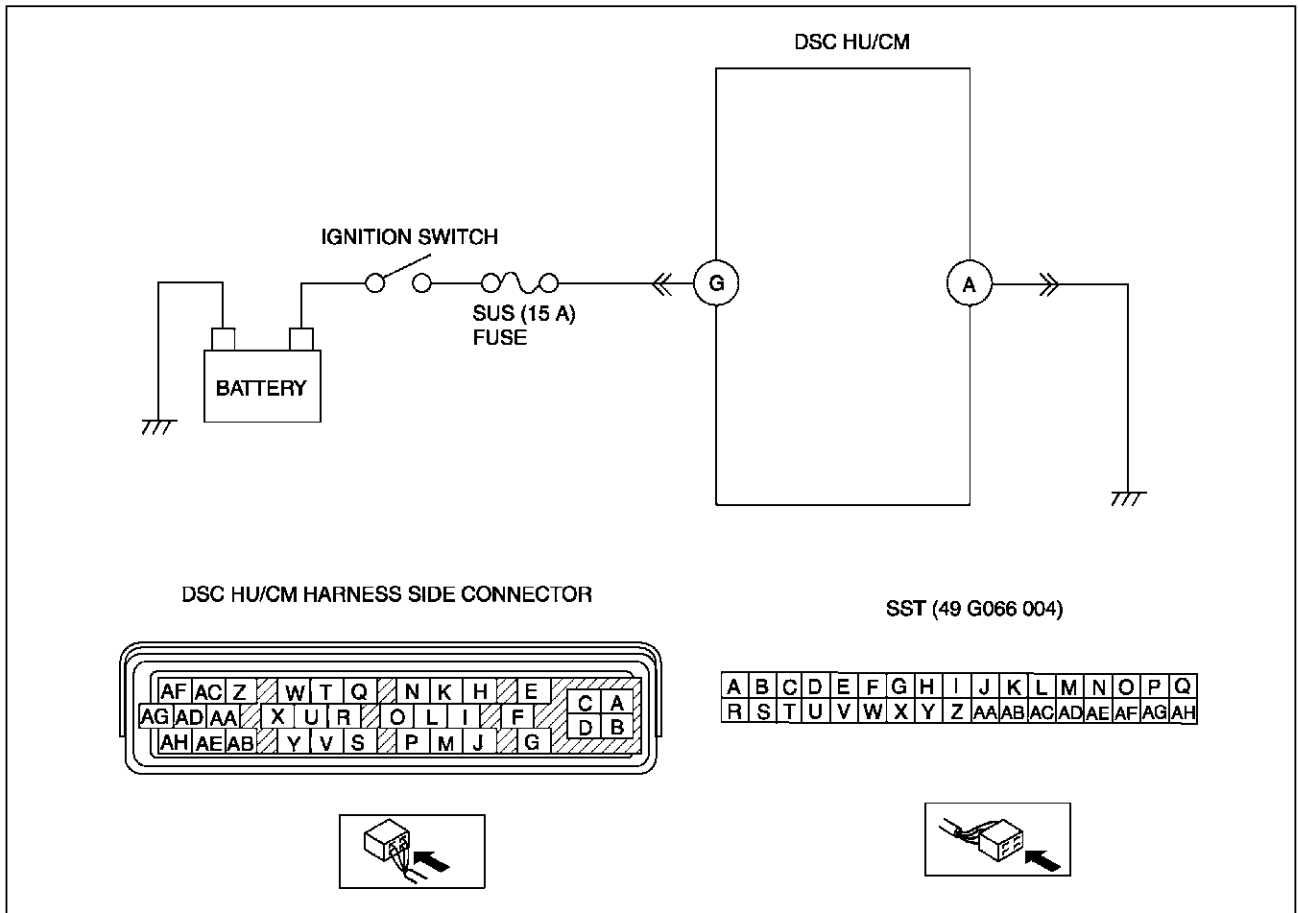 DSC HU/CM
IGNITION SWITCH
G
A
SUS (15 A)
FUSE
BATTERY
DSC HU/CM HARNESS SIDE CONNECTOR
SST (49 G066 004)
AF AC Z W T Q N K H E C A
AG AD AA X U R O L I F D B
AH AE AB Y V S P M J G
A B C D E F G H I J K L M N O P Q
R S T U V W X Y Z AA AB AC AD AE AF AG AH